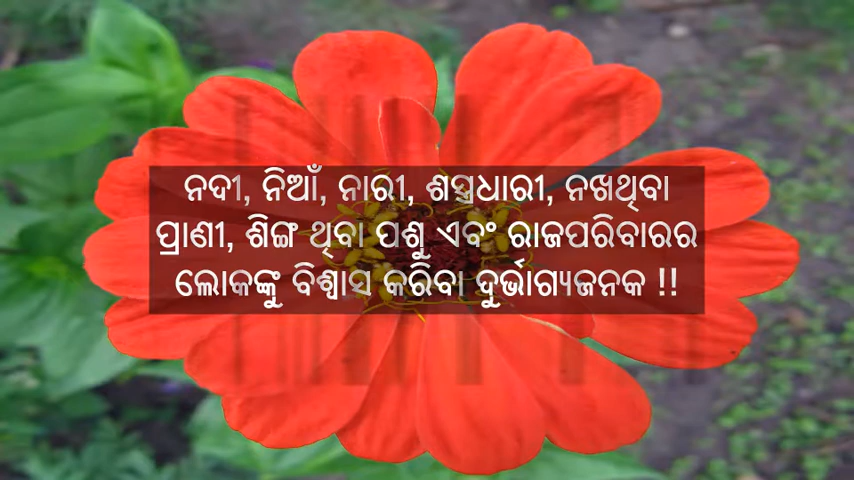 ନଦୀ, ନିଆଁ, ନାରୀ, ଶସ୍ତ୍ରଧାରୀ, ନଖଥିବା
ପ୍ରାଣୀ, ଶିଙ୍ଗ ଥିବା ପଶୁ ଏବଂ ରାଜପରିବାରର
ଲୋକଙ୍କୁ ବିଶ୍ୱାସ କରିବା ଦୁର୍ଭାଗ୍ୟଜନକ !!